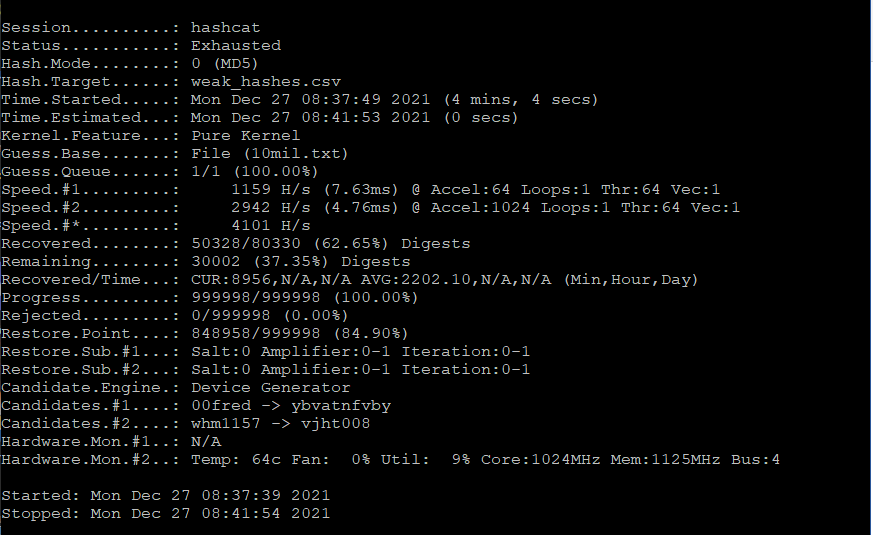 Session..........: hashcat
Status...........: Exhausted
Hash.Mode........: 0 (MD5)
Hash.Target......: weak_hashes.csv
Time.Started.....: Mon Dec 27 08:37:49 2021 (4 mins, 4 secs)
Time.Estimated...: Mon Dec 27 08:41:53 2021 (0 secs)
Kernel.Feature...: Pure Kernel
Guess.Base.......: File (10mil.txt)
Guess.Queue......: 1/1 (100.00%)
Speed.#1.........:     1159 H/s (7.63ms) @ Accel:64 Loops:1 Thr:64 Vec:1
Speed.#2.........:     2942 H/s (4.76ms) @ Accel:1024 Loops:1 Thr:64 Vec:1
Speed.#*.........:     4101 H/s
Recovered........: 50328/80330 (62.65%) Digests
Remaining........: 30002 (37.35%) Digests
Recovered/Time...: CUR:8956,N/A,N/A AVG:2202.10,N/A,N/A (Min,Hour,Day)
Progress.........: 999998/999998 (100.00%)
Rejected.........: 0/999998 (0.00%)
Restore.Point....: 848958/999998 (84.90%)
Restore.Sub.#1...: Salt:0 Amplifier:0-1 Iteration:0-1
Restore.Sub.#2...: Salt:0 Amplifier:0-1 Iteration:0-1
Candidate.Engine.: Device Generator
Candidates.#1....: 00fred -> ybvatnfvby
Candidates.#2....: whm1157 -> vjht008
Hardware.Mon.#1..: N/A
Hardware.Mon.#2..: Temp: 64c Fan:  0% Util:  9% Core:1024MHz Mem:1125MHz Bus:4
Started: Mon Dec 27 08:37:39 2021
Stopped: Mon Dec 27 08:41:54 2021